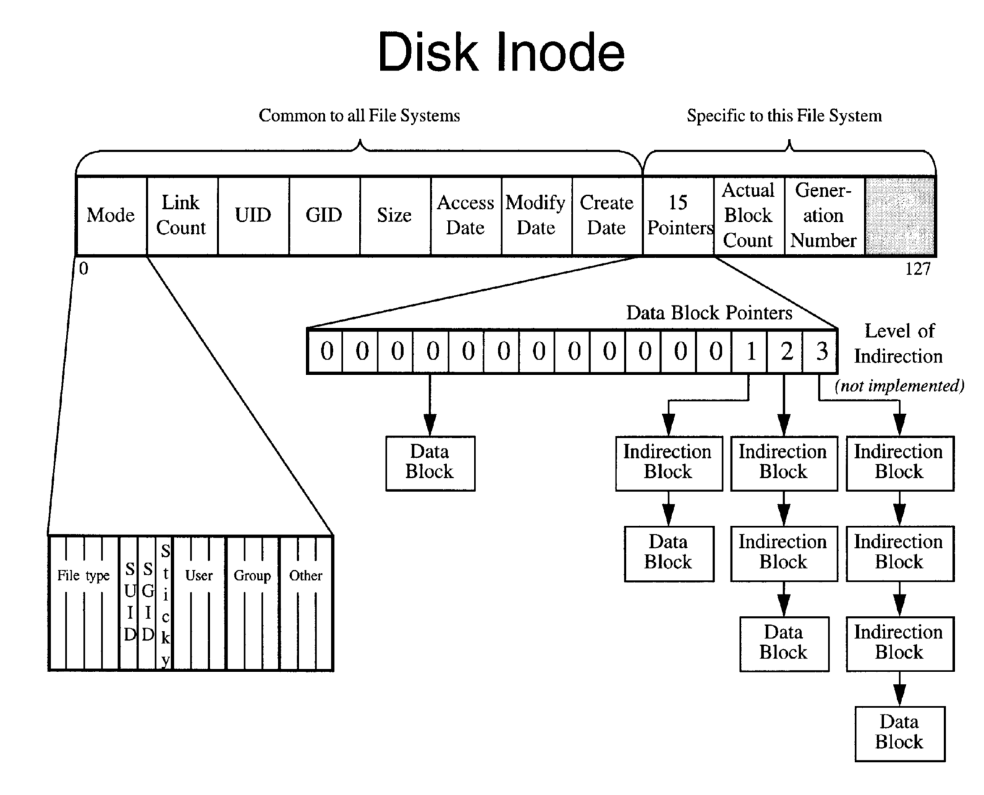 Disk Inode
Common to all File Systems
Specific to this File System
Mode
Link
Count
UID
GID
Size
Access
Date
Modify
Date
Create
Date
15
Pointers
Actual
Block
Count
Gener-
ation
Number
0
127
Data Block Pointers
0 0 0 0 0 0 0 0 0 0 0 0 1 2 3
Level of
Indirection
(not implemented)
Data
Block
Indirection
Block
Indirection
Block
Indirection
Block
Data
Block
Indirection
Block
Indirection
Block
Data
Block
Indirection
Block
Data
Block
File type
SUID
SGID
Sticky
User
Group
Other